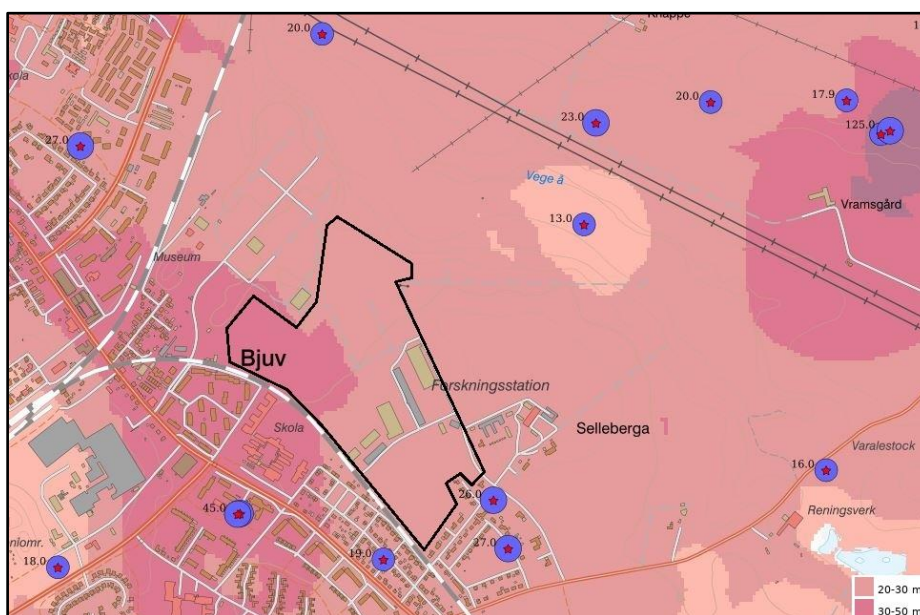 20.0
kola
27.0
23.0
20.0
17.9
125.0
Vege å
13.0
Vramsgård
Museum
Bjuv
Forskningsstation
Skola
Selleberga
Varalestock
16.0
26.0
45.0
Reningsverk
niomr.
27.0
19.0
18.0
20-30 m
30-50 m